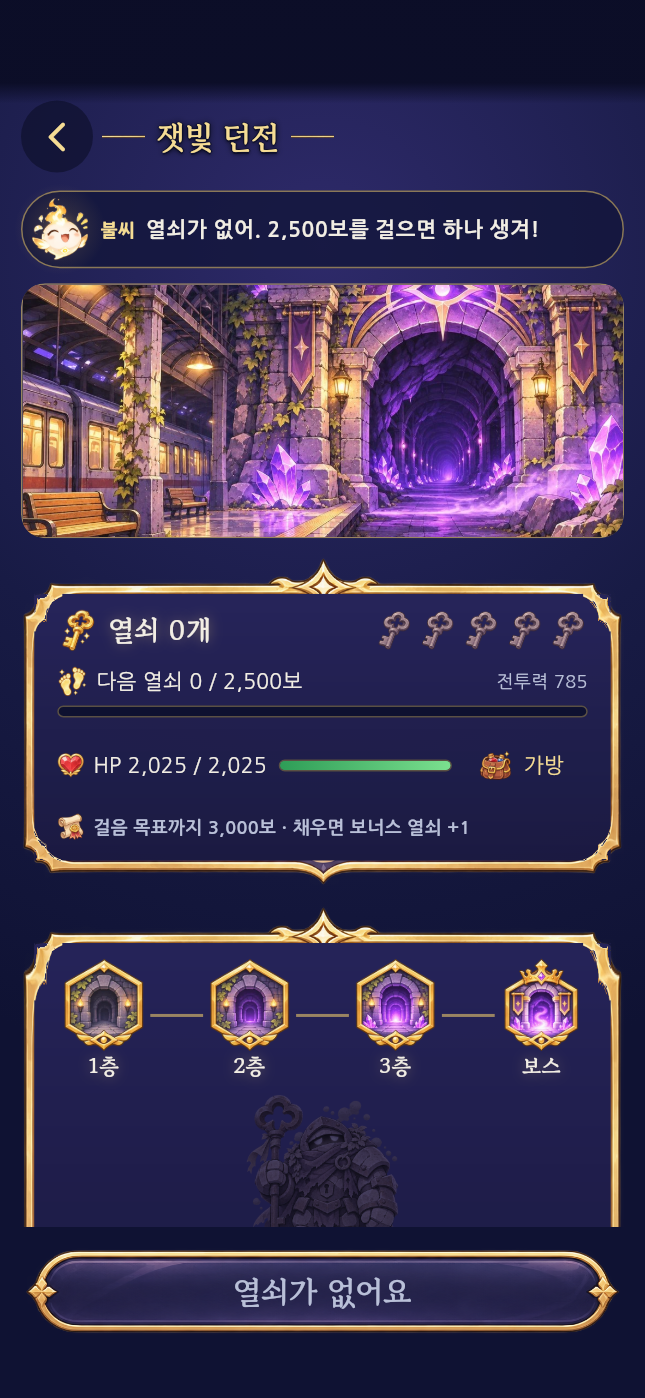 잿빛 던전
불씨 열쇠가 없어. 2,500보를 걸으면 하나 생겨!
열쇠 0개
다음 열쇠 0 / 2,500보 전투력 785
HP 2,025 / 2,025 가방
걸음 목표까지 3,000보 · 채우면 보너스 열쇠 +1
1층 2층 3층 보스
열쇠가 없어요